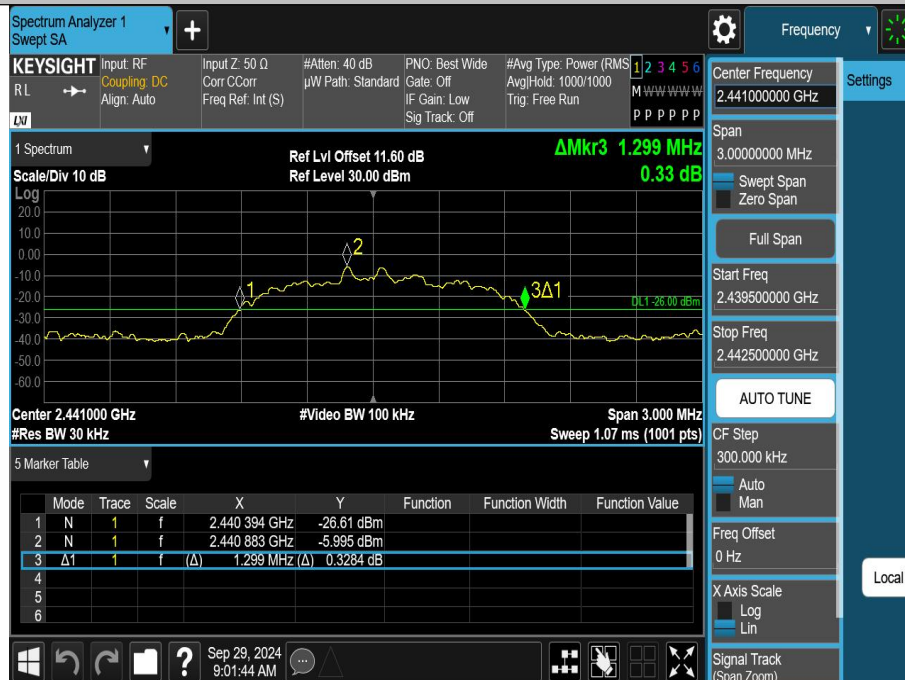 Spectrum Analyzer 1
Swept SA
Frequency
KEYSIGHT
RL
LXI
Input: RF
Coupling: DC
Align: Auto
Input Z: 50 Ω
Corr CCorr
Freq Ref: Int (S)
#Atten: 40 dB
µW Path: Standard
PNO: Best Wide
Gate: Off
IF Gain: Low
Sig Track: Off
#Avg Type: Power (RMS
Avg|Hold: 1000/1000
Trig: Free Run
1 2 3 4 5 6
M W W W W W
P P P P P P
1 Spectrum
Scale/Div 10 dB
Ref Lvl Offset 11.60 dB
Ref Level 30.00 dBm
ΔMkr3 1.299 MHz
0.33 dB
Log
20.0
10.0
0.00
-10.0
-20.0
-30.0
-40.0
-50.0
-60.0
1
2
3Δ1
DL1 -26.00 dBm
Center 2.441000 GHz
#Res BW 30 kHz
#Video BW 100 kHz
Span 3.000 MHz
Sweep 1.07 ms (1001 pts)
5 Marker Table
Mode Trace Scale X Y Function Function Width Function Value
1 N 1 f 2.440 394 GHz -26.61 dBm
2 N 1 f 2.440 883 GHz -5.995 dBm
3 Δ1 1 f (Δ) 1.299 MHz (Δ) 0.3284 dB
4
5
6
?
Sep 29, 2024
9:01:44 AM
Center Frequency
2.441000000 GHz
Span
3.00000000 MHz
Swept Span
Zero Span
Full Span
Start Freq
2.439500000 GHz
Stop Freq
2.442500000 GHz
AUTO TUNE
CF Step
300.000 kHz
Auto
Man
Freq Offset
0 Hz
X Axis Scale
Log
Lin
Signal Track
(Span Zoom)
Settings
Local